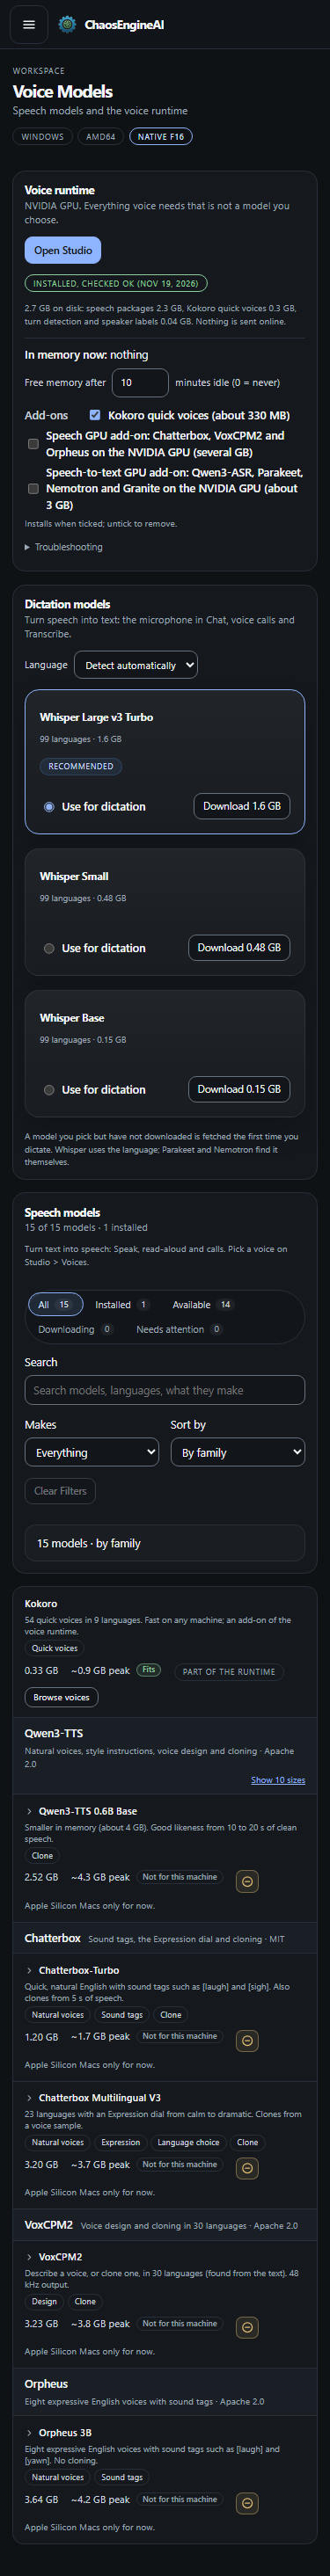 ChaosEngineAI
WORKSPACE
Voice Models
Speech models and the voice runtime
WINDOWS AMD64 NATIVE F16
Voice runtime
NVIDIA GPU. Everything voice needs that is not a model you
choose.
Open Studio
INSTALLED, CHECKED OK (NOV 19, 2026)
2.7 GB on disk: speech packages 2.3 GB, Kokoro quick voices 0.3 GB,
turn detection and speaker labels 0.04 GB. Nothing is sent online.
In memory now: nothing
Free memory after 10 minutes idle (0 = never)
Add-ons Kokoro quick voices (about 330 MB)
Speech GPU add-on: Chatterbox, VoxCPM2 and
Orpheus on the NVIDIA GPU (several GB)
Speech-to-text GPU add-on: Qwen3-ASR, Parakeet,
Nemotron and Granite on the NVIDIA GPU (about
3 GB)
Installs when ticked; untick to remove.
Troubleshooting
Dictation models
Turn speech into text: the microphone in Chat, voice calls and
Transcribe.
Language Detect automatically
Whisper Large v3 Turbo
99 languages · 1.6 GB
RECOMMENDED
Use for dictation Download 1.6 GB
Whisper Small
99 languages · 0.48 GB
Use for dictation Download 0.48 GB
Whisper Base
99 languages · 0.15 GB
Use for dictation Download 0.15 GB
A model you pick but have not downloaded is fetched the first time you
dictate. Whisper uses the language; Parakeet and Nemotron find it
themselves.
Speech models
15 of 15 models · 1 installed
Turn text into speech: Speak, read-aloud and calls. Pick a voice on
Studio > Voices.
All 15 Installed 1 Available 14
Downloading 0 Needs attention 0
Search
Search models, languages, what they make
Makes Sort by
Everything By family
Clear Filters
15 models · by family
Kokoro
54 quick voices in 9 languages. Fast on any machine; an add-on of the
voice runtime.
Quick voices
0.33 GB ~0.9 GB peak Fits PART OF THE RUNTIME
Browse voices
Qwen3-TTS
Natural voices, style instructions, voice design and cloning · Apache
2.0
Show 10 sizes
Qwen3-TTS 0.6B Base
Smaller in memory (about 4 GB). Good likeness from 10 to 20 s of clean
speech.
Clone
2.52 GB ~4.3 GB peak Not for this machine
Apple Silicon Macs only for now.
Chatterbox Sound tags, the Expression dial and cloning · MIT
Chatterbox-Turbo
Quick, natural English with sound tags such as [laugh] and [sigh]. Also
clones from 5 s of speech.
Natural voices Sound tags Clone
1.20 GB ~1.7 GB peak Not for this machine
Apple Silicon Macs only for now.
Chatterbox Multilingual V3
23 languages with an Expression dial from calm to dramatic. Clones from
a voice sample.
Natural voices Expression Language choice Clone
3.20 GB ~3.7 GB peak Not for this machine
Apple Silicon Macs only for now.
VoxCPM2 Voice design and cloning in 30 languages · Apache 2.0
VoxCPM2
Describe a voice, or clone one, in 30 languages (found from the text). 48
kHz output.
Design Clone
3.23 GB ~3.8 GB peak Not for this machine
Apple Silicon Macs only for now.
Orpheus
Eight expressive English voices with sound tags · Apache 2.0
Orpheus 3B
Eight expressive English voices with sound tags such as [laugh] and
[yawn]. No cloning.
Natural voices Sound tags
3.64 GB ~4.2 GB peak Not for this machine
Apple Silicon Macs only for now.